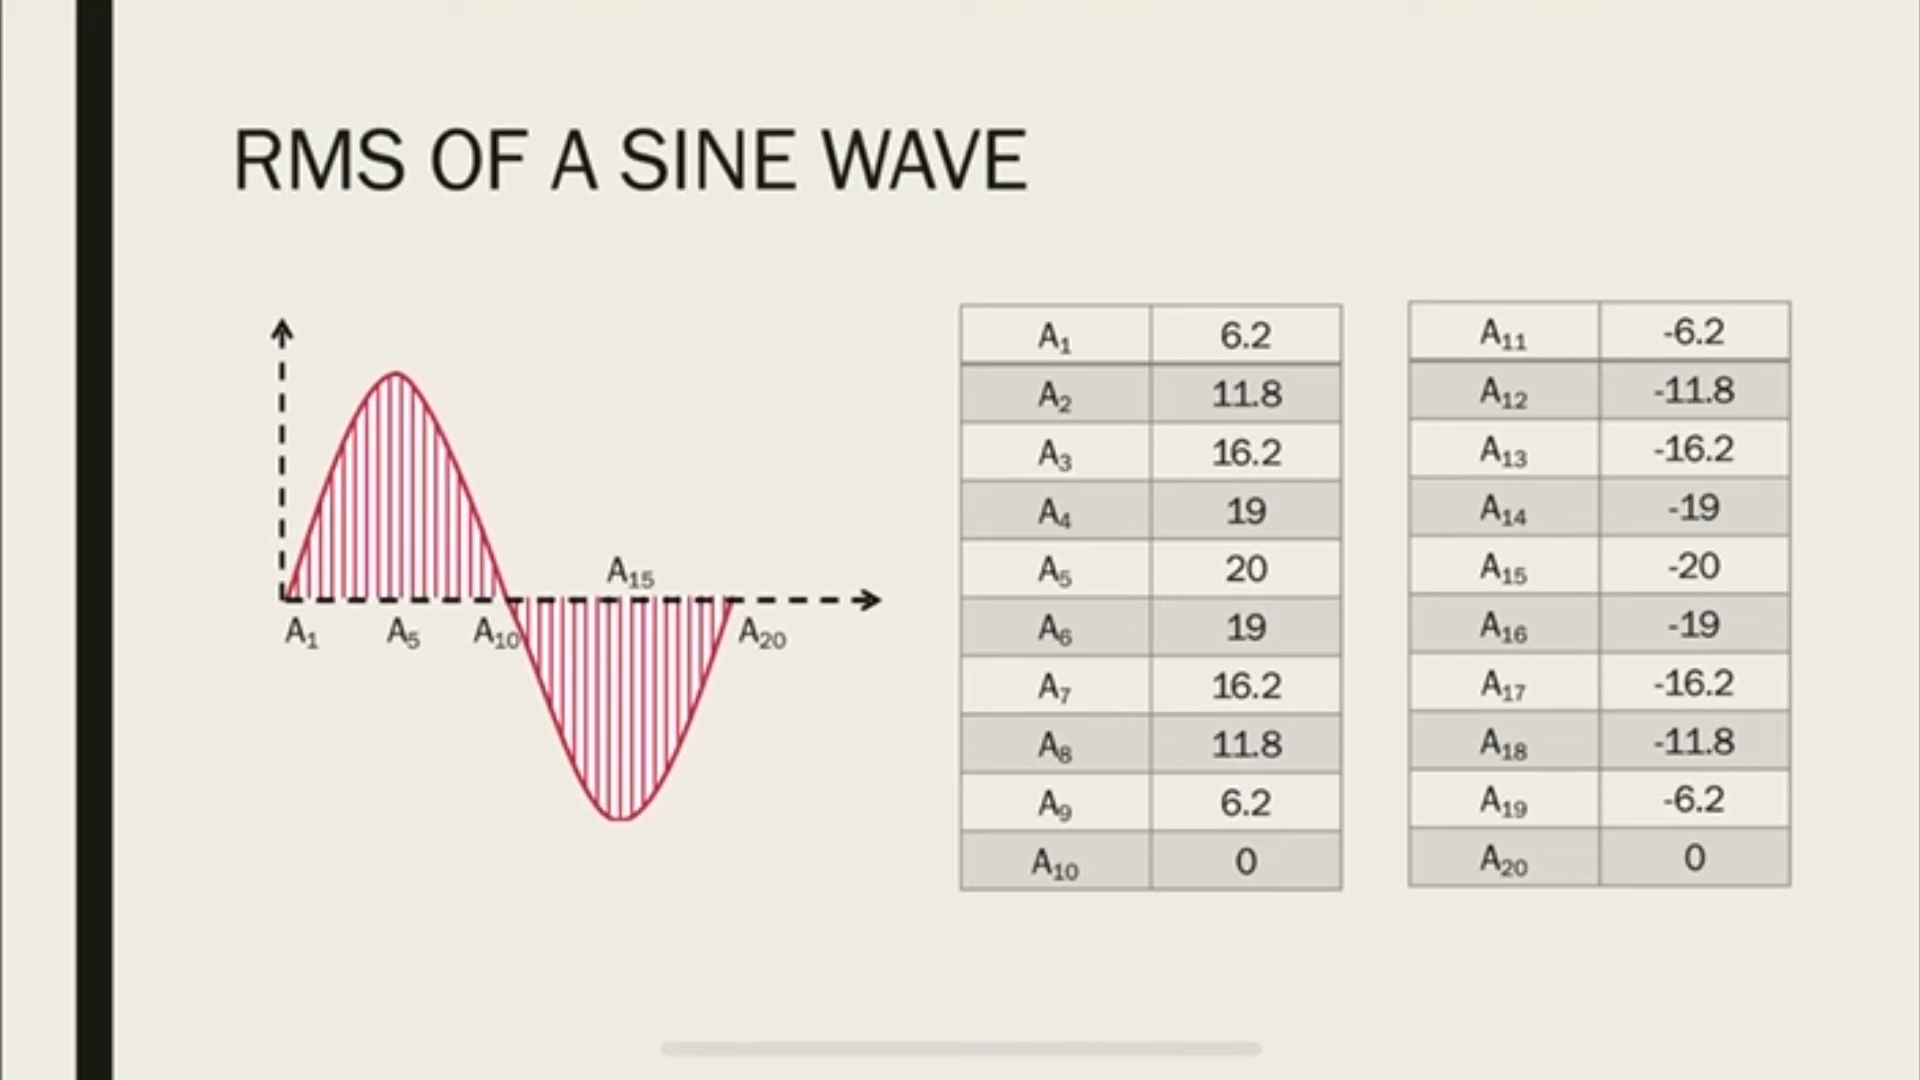 RMS OF A SINE WAVE
A₁ 6.2
A₂ 11.8
A₃ 16.2
A₄ 19
A₅ 20
A₆ 19
A₇ 16.2
A₈ 11.8
A₉ 6.2
A₁₀ 0
A₁₁ -6.2
A₁₂ -11.8
A₁₃ -16.2
A₁₄ -19
A₁₅ -20
A₁₆ -19
A₁₇ -16.2
A₁₈ -11.8
A₁₉ -6.2
A₂₀ 0
A₁₅
A₁ A₅ A₁₀ A₂₀